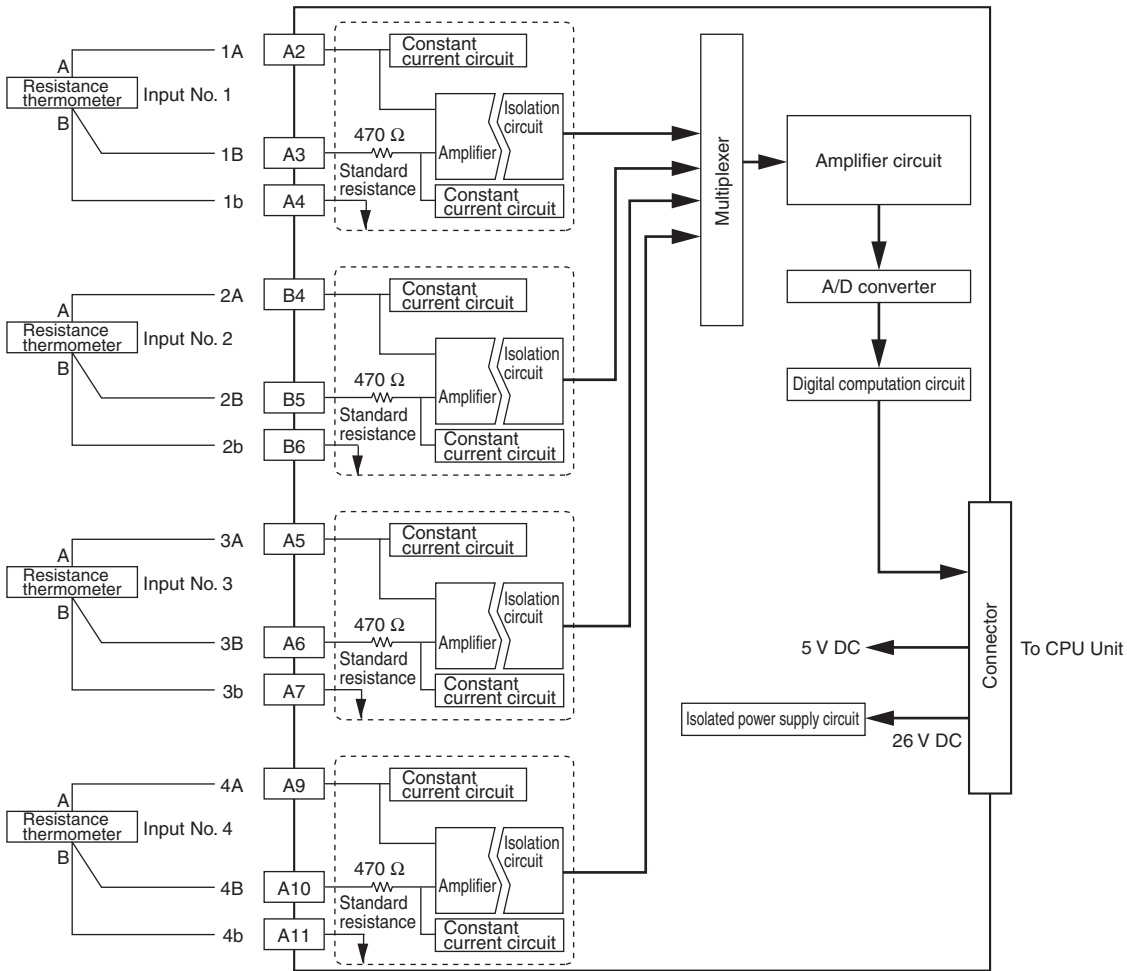 1A
A2
Constant
current circuit
A
Resistance
thermometer
Input No. 1
B
Isolation
circuit
Amplifier
470 Ω
1B
A3
Standard
resistance
1b
A4
Constant
current circuit
2A
B4
Constant
current circuit
A
Resistance
thermometer
Input No. 2
B
Isolation
circuit
Amplifier
470 Ω
2B
B5
Standard
resistance
2b
B6
Constant
current circuit
3A
A5
Constant
current circuit
A
Resistance
thermometer
Input No. 3
B
Isolation
circuit
Amplifier
470 Ω
3B
A6
Standard
resistance
3b
A7
Constant
current circuit
4A
A9
Constant
current circuit
A
Resistance
thermometer
Input No. 4
B
Isolation
circuit
Amplifier
470 Ω
4B
A10
Standard
resistance
4b
A11
Constant
current circuit
Multiplexer
Amplifier circuit
A/D converter
Digital computation circuit
Connector
To CPU Unit
5 V DC
Isolated power supply circuit
26 V DC